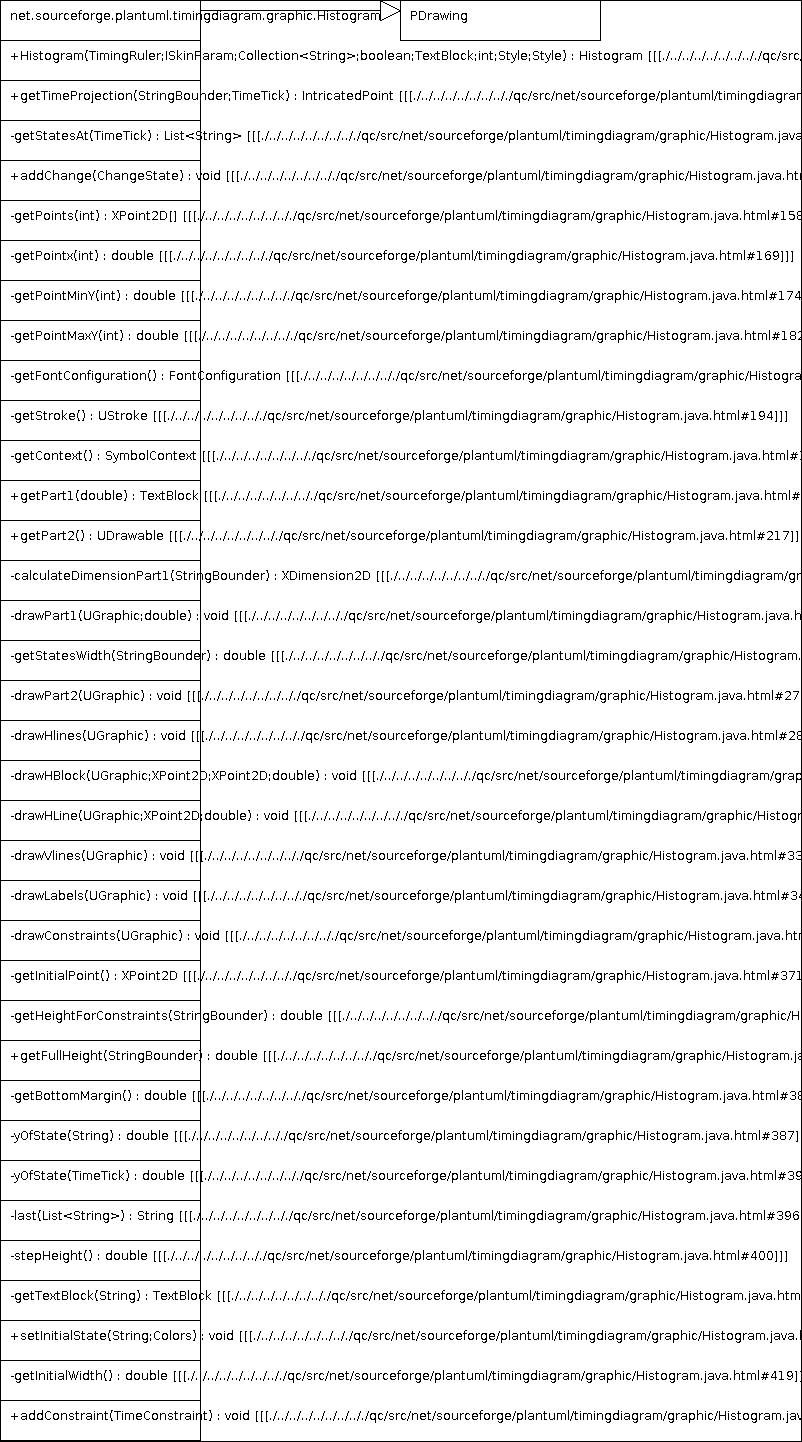 net.sourceforge.plantuml.timingdiagram.graphic.Histogram
PDrawing
+Histogram(TimingRuler;ISkinParam;Collection<String>;boolean;TextBlock;int;Style;Style) : Histogram [[[./../../../../../../../../qc/src/
+getTimeProjection(StringBounder;TimeTick) : IntricatedPoint [[[./../../../../../../../../qc/src/net/sourceforge/plantuml/timingdiagram
-getStatesAt(TimeTick) : List<String> [[[./../../../../../../../../qc/src/net/sourceforge/plantuml/timingdiagram/graphic/Histogram.java
+addChange(ChangeState) : void [[[./../../../../../../../../qc/src/net/sourceforge/plantuml/timingdiagram/graphic/Histogram.java.htm
-getPoints(int) : XPoint2D[] [[[./../../../../../../../../qc/src/net/sourceforge/plantuml/timingdiagram/graphic/Histogram.java.html#158
-getPointx(int) : double [[[./../../../../../../../../qc/src/net/sourceforge/plantuml/timingdiagram/graphic/Histogram.java.html#169]]]
-getPointMinY(int) : double [[[./../../../../../../../../qc/src/net/sourceforge/plantuml/timingdiagram/graphic/Histogram.java.html#174
-getPointMaxY(int) : double [[[./../../../../../../../../qc/src/net/sourceforge/plantuml/timingdiagram/graphic/Histogram.java.html#182
-getFontConfiguration() : FontConfiguration [[[./../../../../../../../../qc/src/net/sourceforge/plantuml/timingdiagram/graphic/Histogra
-getStroke() : UStroke [[[./../../../../../../../../qc/src/net/sourceforge/plantuml/timingdiagram/graphic/Histogram.java.html#194]]]
-getContext() : SymbolContext [[[./../../../../../../../../qc/src/net/sourceforge/plantuml/timingdiagram/graphic/Histogram.java.html#1
+getPart1(double) : TextBlock [[[./../../../../../../../../qc/src/net/sourceforge/plantuml/timingdiagram/graphic/Histogram.java.html#
+getPart2() : UDrawable [[[./../../../../../../../../qc/src/net/sourceforge/plantuml/timingdiagram/graphic/Histogram.java.html#217]]
-calculateDimensionPart1(StringBounder) : XDimension2D [[[./../../../../../../../../qc/src/net/sourceforge/plantuml/timingdiagram/gr
-drawPart1(UGraphic;double) : void [[[./../../../../../../../../qc/src/net/sourceforge/plantuml/timingdiagram/graphic/Histogram.java.h
-getStatesWidth(StringBounder) : double [[[./../../../../../../../../qc/src/net/sourceforge/plantuml/timingdiagram/graphic/Histogram.
-drawPart2(UGraphic) : void [[[./../../../../../../../../qc/src/net/sourceforge/plantuml/timingdiagram/graphic/Histogram.java.html#27
-drawHlines(UGraphic) : void [[[./../../../../../../../../qc/src/net/sourceforge/plantuml/timingdiagram/graphic/Histogram.java.html#28
-drawHBlock(UGraphic;XPoint2D;XPoint2D;double) : void [[[./../../../../../../../../qc/src/net/sourceforge/plantuml/timingdiagram/grap
-drawHLine(UGraphic;XPoint2D;double) : void [[[./../../../../../../../../qc/src/net/sourceforge/plantuml/timingdiagram/graphic/Histogr
-drawVlines(UGraphic) : void [[[./../../../../../../../../qc/src/net/sourceforge/plantuml/timingdiagram/graphic/Histogram.java.html#33
-drawLabels(UGraphic) : void [[[./../../../../../../../../qc/src/net/sourceforge/plantuml/timingdiagram/graphic/Histogram.java.html#34
-drawConstraints(UGraphic) : void [[[./../../../../../../../../qc/src/net/sourceforge/plantuml/timingdiagram/graphic/Histogram.java.htm
-getInitialPoint() : XPoint2D [[[./../../../../../../../../qc/src/net/sourceforge/plantuml/timingdiagram/graphic/Histogram.java.html#371
-getHeightForConstraints(StringBounder) : double [[[./../../../../../../../../qc/src/net/sourceforge/plantuml/timingdiagram/graphic/H
+getFullHeight(StringBounder) : double [[[./../../../../../../../../qc/src/net/sourceforge/plantuml/timingdiagram/graphic/Histogram.ja
-getBottomMargin() : double [[[./../../../../../../../../qc/src/net/sourceforge/plantuml/timingdiagram/graphic/Histogram.java.html#38
-yOfState(String) : double [[[./../../../../../../../../qc/src/net/sourceforge/plantuml/timingdiagram/graphic/Histogram.java.html#387]
-yOfState(TimeTick) : double [[[./../../../../../../../../qc/src/net/sourceforge/plantuml/timingdiagram/graphic/Histogram.java.html#39
-last(List<String>) : String [[[./../../../../../../../../qc/src/net/sourceforge/plantuml/timingdiagram/graphic/Histogram.java.html#396
-stepHeight() : double [[[./../../../../../../../../qc/src/net/sourceforge/plantuml/timingdiagram/graphic/Histogram.java.html#400]]]
-getTextBlock(String) : TextBlock [[[./../../../../../../../../qc/src/net/sourceforge/plantuml/timingdiagram/graphic/Histogram.java.htm
+setInitialState(String;Colors) : void [[[./../../../../../../../../qc/src/net/sourceforge/plantuml/timingdiagram/graphic/Histogram.java.h
-getInitialWidth() : double [[[./../../../../../../../../qc/src/net/sourceforge/plantuml/timingdiagram/graphic/Histogram.java.html#419]]
+addConstraint(TimeConstraint) : void [[[./../../../../../../../../qc/src/net/sourceforge/plantuml/timingdiagram/graphic/Histogram.jav